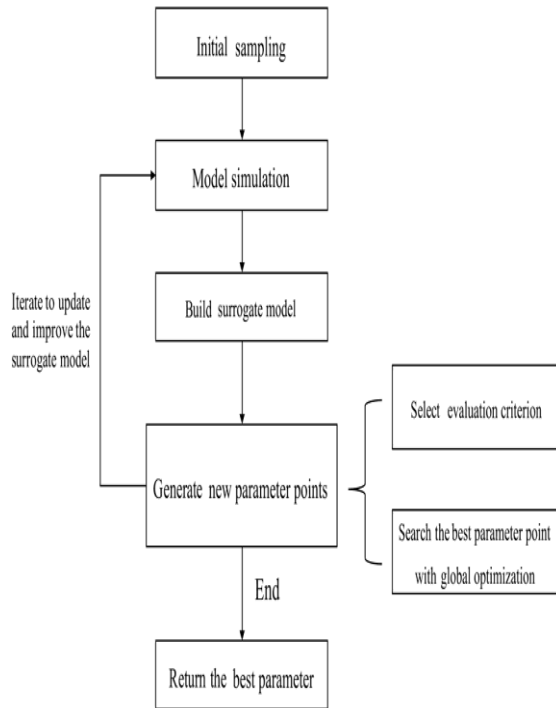 Initial sampling
Model simulation
Iterate to update
and improve the
surrogate model
Build surrogate model
Generate new parameter points
Select evaluation criterion
Search the best parameter point
with global optimization
End
Return the best parameter